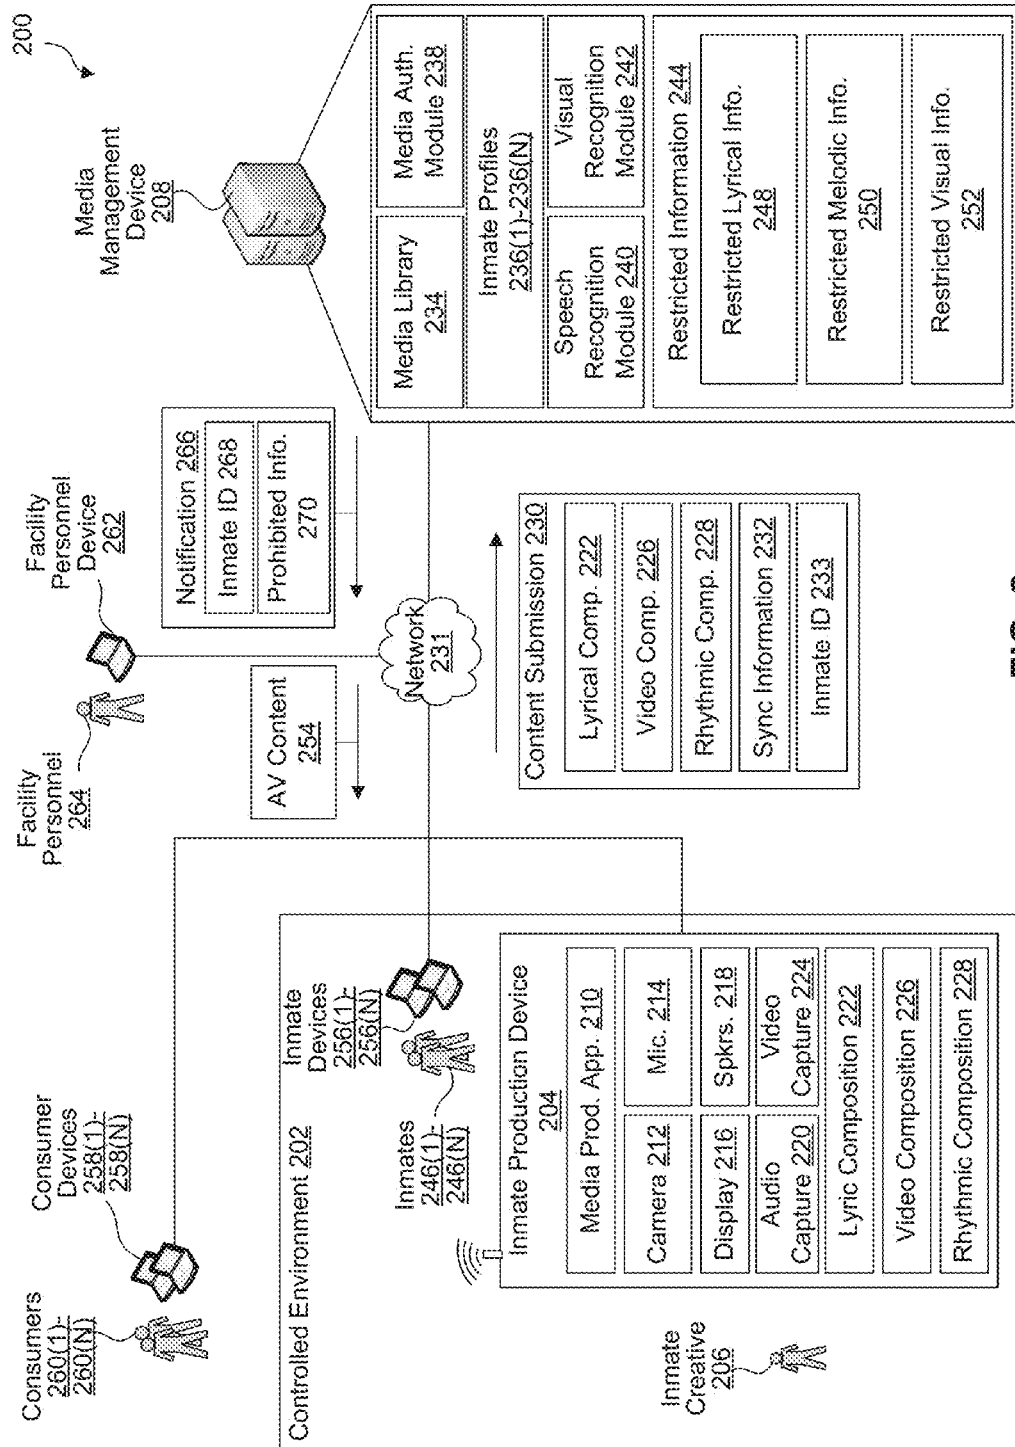 200
Media
Management
Device
208
Media Library
234
Media Auth.
Module 238
Inmate Profiles
236(1)-236(N)
Speech
Recognition
Module 240
Visual
Recognition
Module 242
Restricted Information 244
Restricted Lyrical Info.
248
Restricted Melodic Info.
250
Restricted Visual Info.
252
Facility
Personnel
Device
262
Facility
Personnel
264
Notification 266
Inmate ID 268
Prohibited Info.
270
AV Content
254
Network
231
Content Submission 230
Lyrical Comp. 222
Video Comp. 226
Rhythmic Comp. 228
Sync Information 232
Inmate ID 233
Consumers
260(1)-
260(N)
Consumer
Devices
258(1)-
258(N)
Controlled Environment 202
Inmate
Devices
256(1)-
256(N)
Inmates
246(1)-
246(N)
Inmate Production Device
204
Media Prod. App. 210
Camera 212
Mic. 214
Display 216
Spkrs. 218
Audio
Capture 220
Video
Capture 224
Lyric Composition 222
Video Composition 226
Rhythmic Composition 228
Inmate
Creative
206